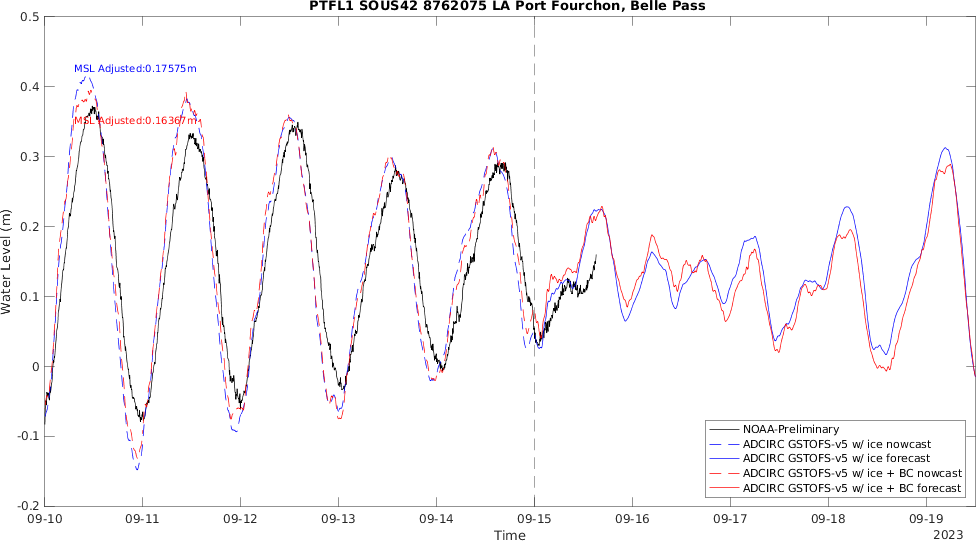 PTFL1 SOUS42 8762075 LA Port Fourchon, Belle Pass
0.5
0.4
0.3
0.2
0.1
0
-0.1
-0.2
Water Level (m)
MSL Adjusted:0.17575m
MSL Adjusted:0.16367m
NOAA-Preliminary
ADCIRC GSTOFS-v5 w/ ice nowcast
ADCIRC GSTOFS-v5 w/ ice forecast
ADCIRC GSTOFS-v5 w/ ice + BC nowcast
ADCIRC GSTOFS-v5 w/ ice + BC forecast
09-10 09-11 09-12 09-13 09-14 09-15 09-16 09-17 09-18 09-19
Time
2023